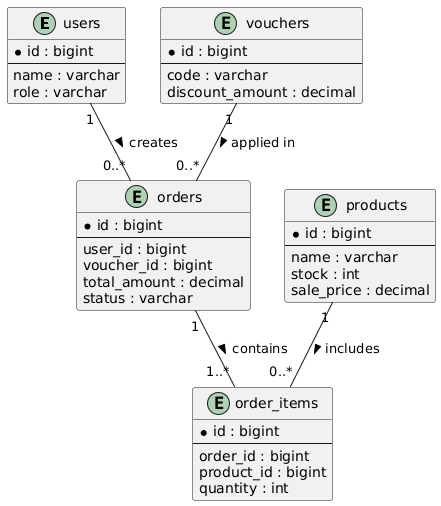 E users
* id : bigint
name : varchar
role : varchar
E vouchers
* id : bigint
code : varchar
discount_amount : decimal
1
creates
0..*
1
applied in
0..*
E orders
* id : bigint
user_id : bigint
voucher_id : bigint
total_amount : decimal
status : varchar
E products
* id : bigint
name : varchar
stock : int
sale_price : decimal
1
contains
1..*
1
includes
0..*
E order_items
* id : bigint
order_id : bigint
product_id : bigint
quantity : int